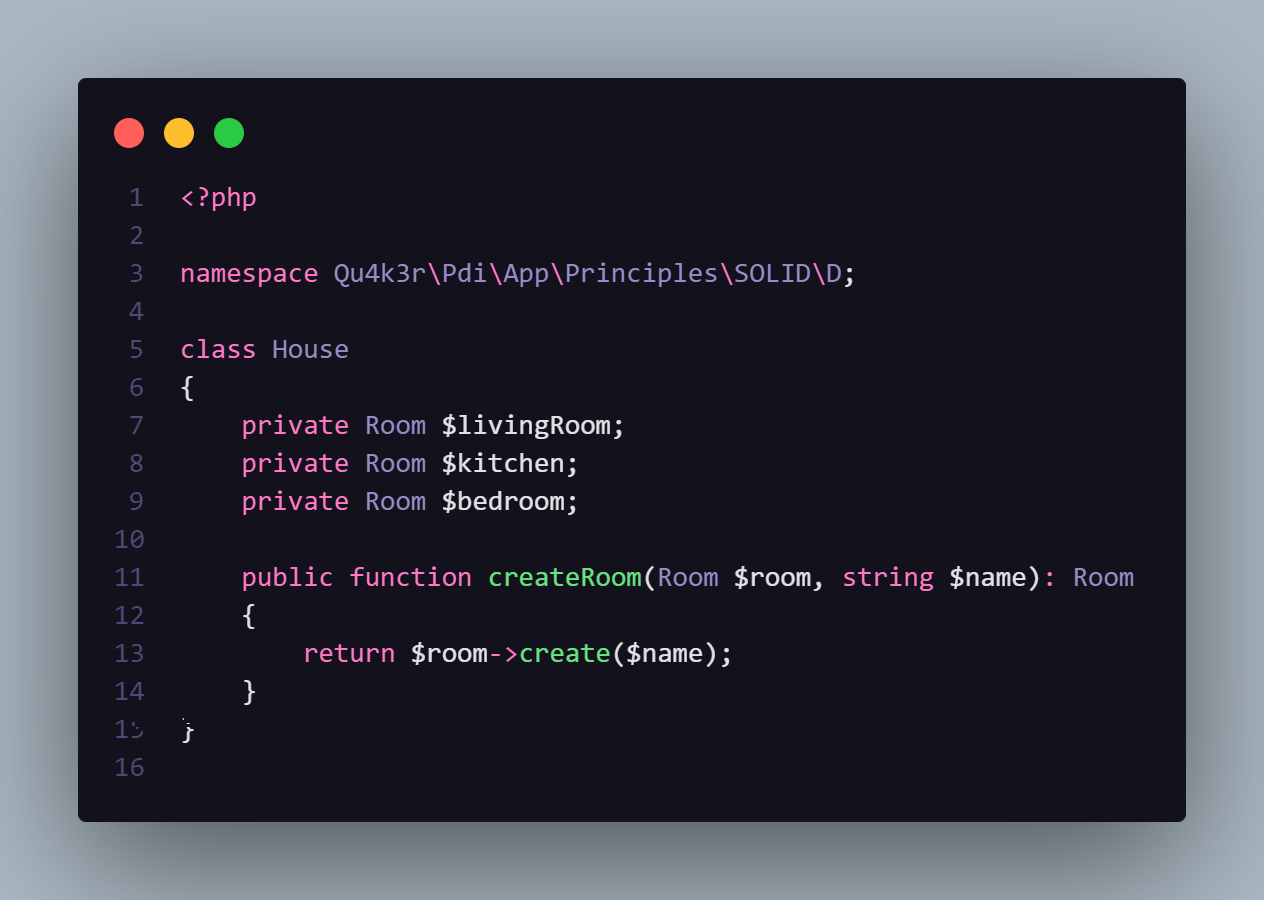 1 <?php
2
3 namespace Qu4k3r\Pdi\App\Principles\SOLID\D;
4
5 class House
6 {
7     private Room $livingRoom;
8     private Room $kitchen;
9     private Room $bedroom;
10
11     public function createRoom(Room $room, string $name): Room
12     {
13         return $room->create($name);
14     }
15 }
16